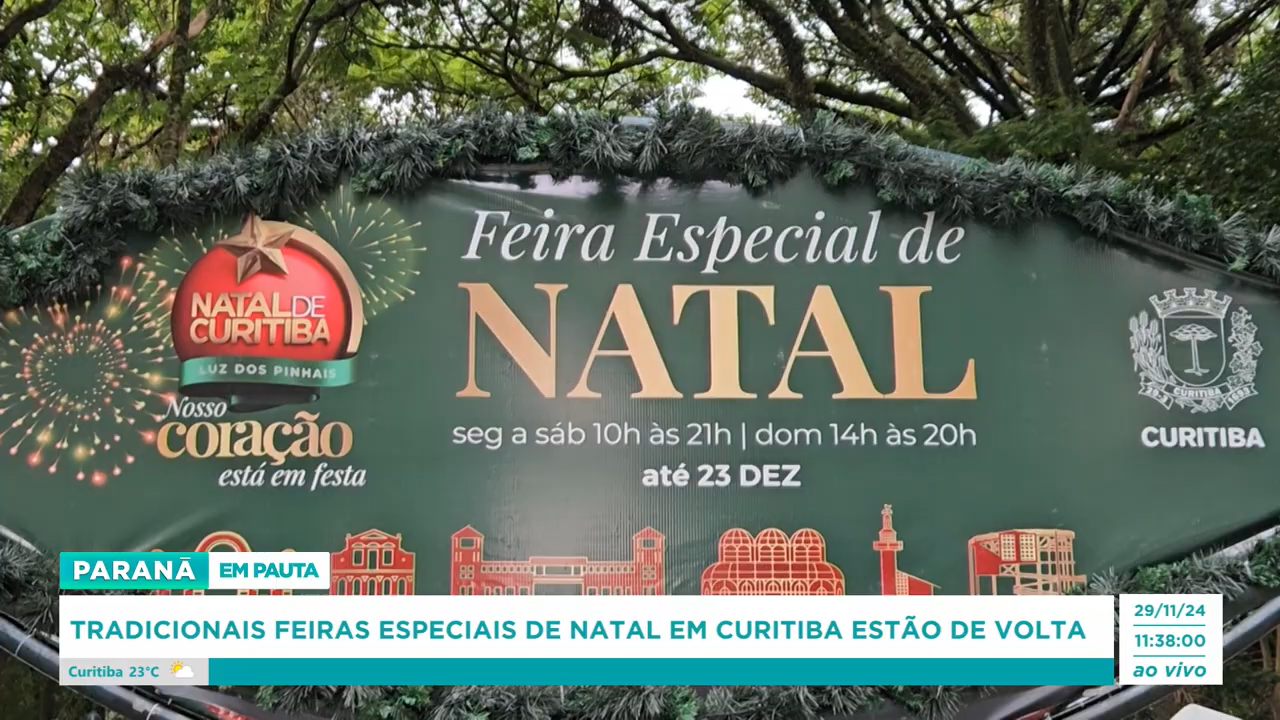 Feira Especial de
NATAL
seg a sáb 10h às 21h | dom 14h às 20h
até 23 DEZ
NATAL DE
CURITIBA
LUZ DOS PINHAIS
Nosso
coração
está em festa
CURITIBA
CURITIBA
PARANÁ EM PAUTA
TRADICIONAIS FEIRAS ESPECIAIS DE NATAL EM CURITIBA ESTÃO DE VOLTA
Curitiba 23°C
29/11/24
11:38:00
ao vivo